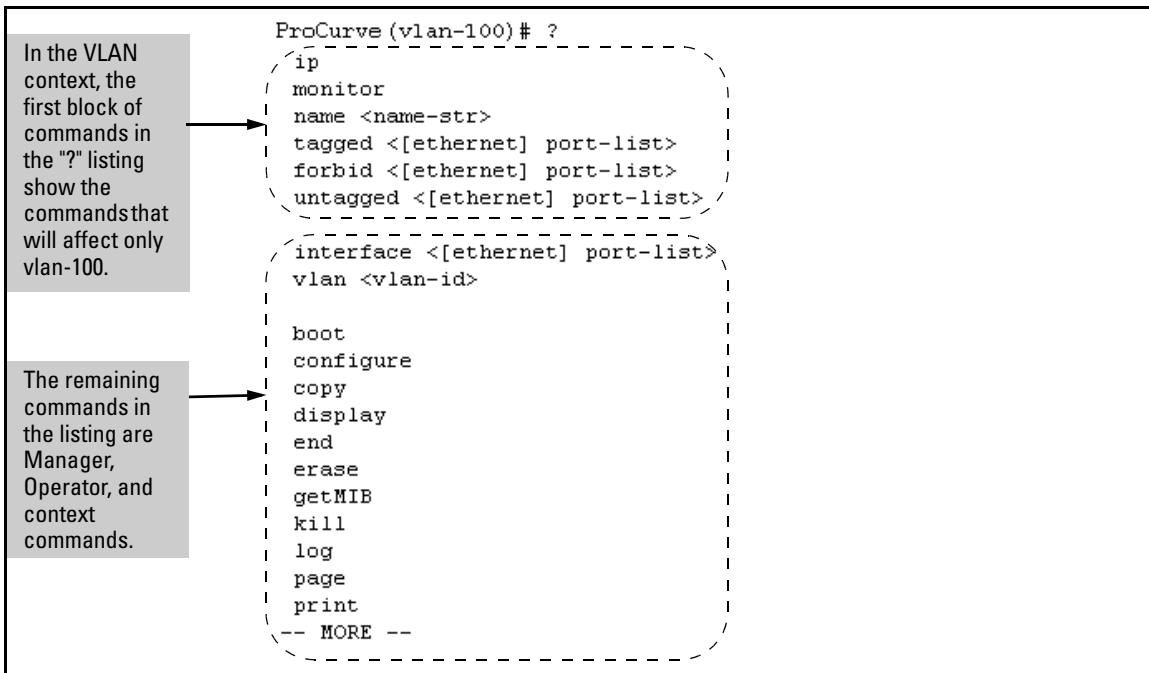 ProCurve (vlan-100)# ?
In the VLAN
context, the
first block of
commands in
the "?" listing
show the
commands that
will affect only
vlan-100.
ip
monitor
name <name-str>
tagged <[ethernet] port-list>
forbid <[ethernet] port-list>
untagged <[ethernet] port-list>
interface <[ethernet] port-list>
vlan <vlan-id>
The remaining
commands in
the listing are
Manager,
Operator, and
context
commands.
boot
configure
copy
display
end
erase
getMIB
kill
log
page
print
-- MORE --